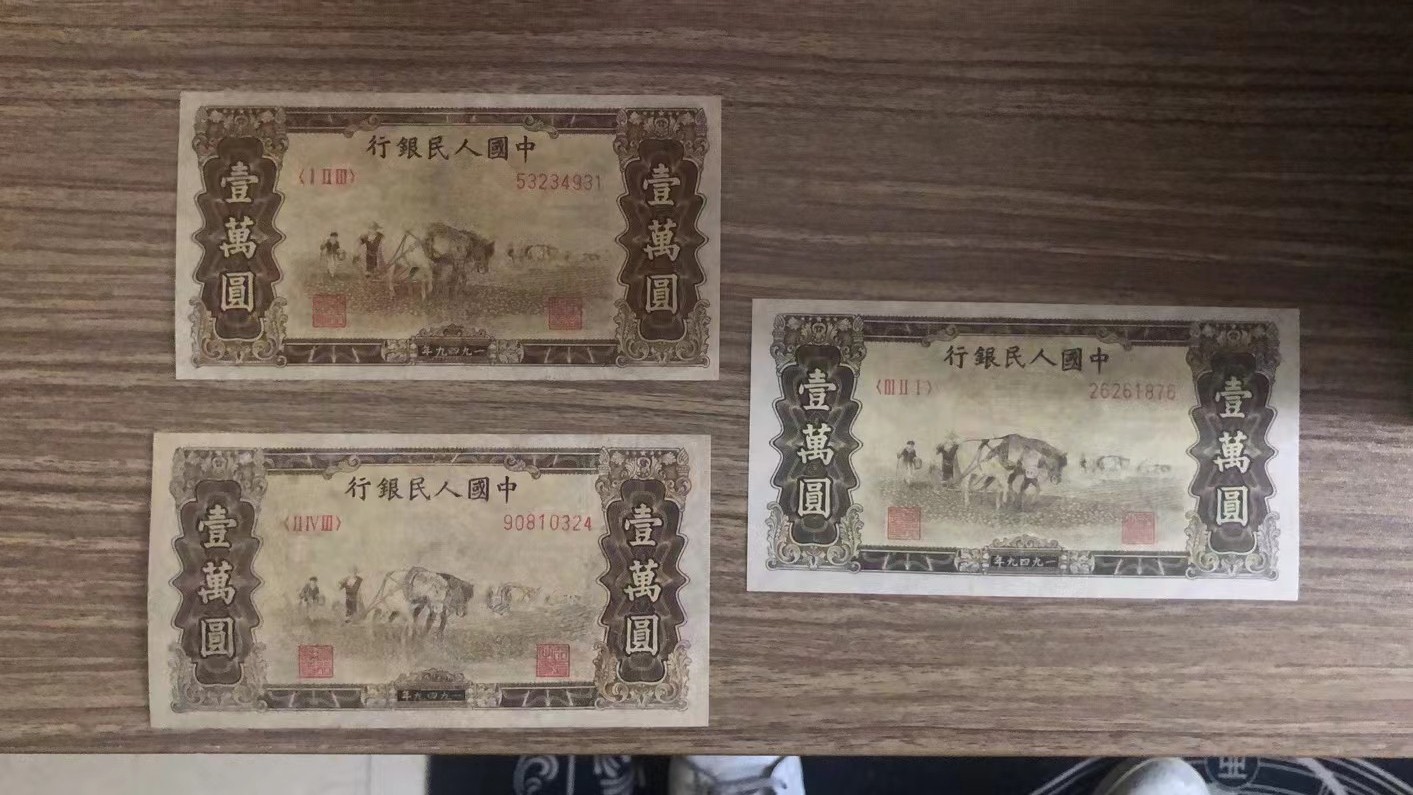 行銀民人國中
〈I II III〉 53234931
壹萬圓
壹萬圓
年九四九一
行銀民人國中
〈II IV III〉 90810324
壹萬圓
壹萬圓
年九四九一
行銀民人國中
〈III II I〉 26261876
壹萬圓
壹萬圓
年九四九一